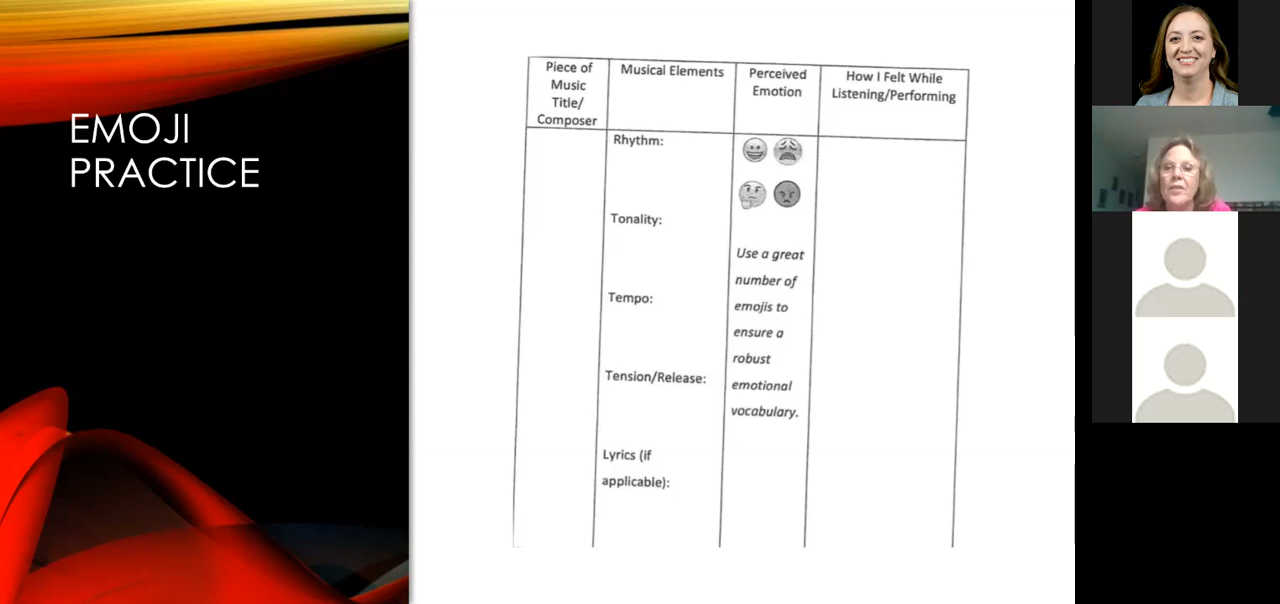 EMOJI
PRACTICE
Piece of
Music
Title/
Composer
Musical Elements
Perceived
Emotion
How I Felt While
Listening/Performing
Rhythm:
Tonality:
Tempo:
Tension/Release:
Lyrics (if
applicable):
Use a great
number of
emojis to
ensure a
robust
emotional
vocabulary.